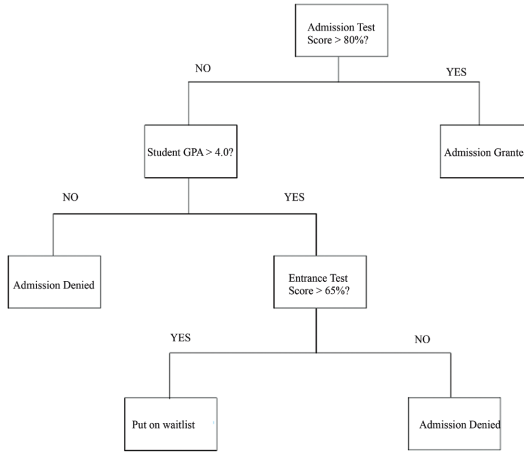 Admission Test
Score > 80%?
NO
YES
Student GPA > 4.0?
Admission Grante
NO
YES
Admission Denied
Entrance Test
Score > 65%?
YES
NO
Put on waitlist
Admission Denied